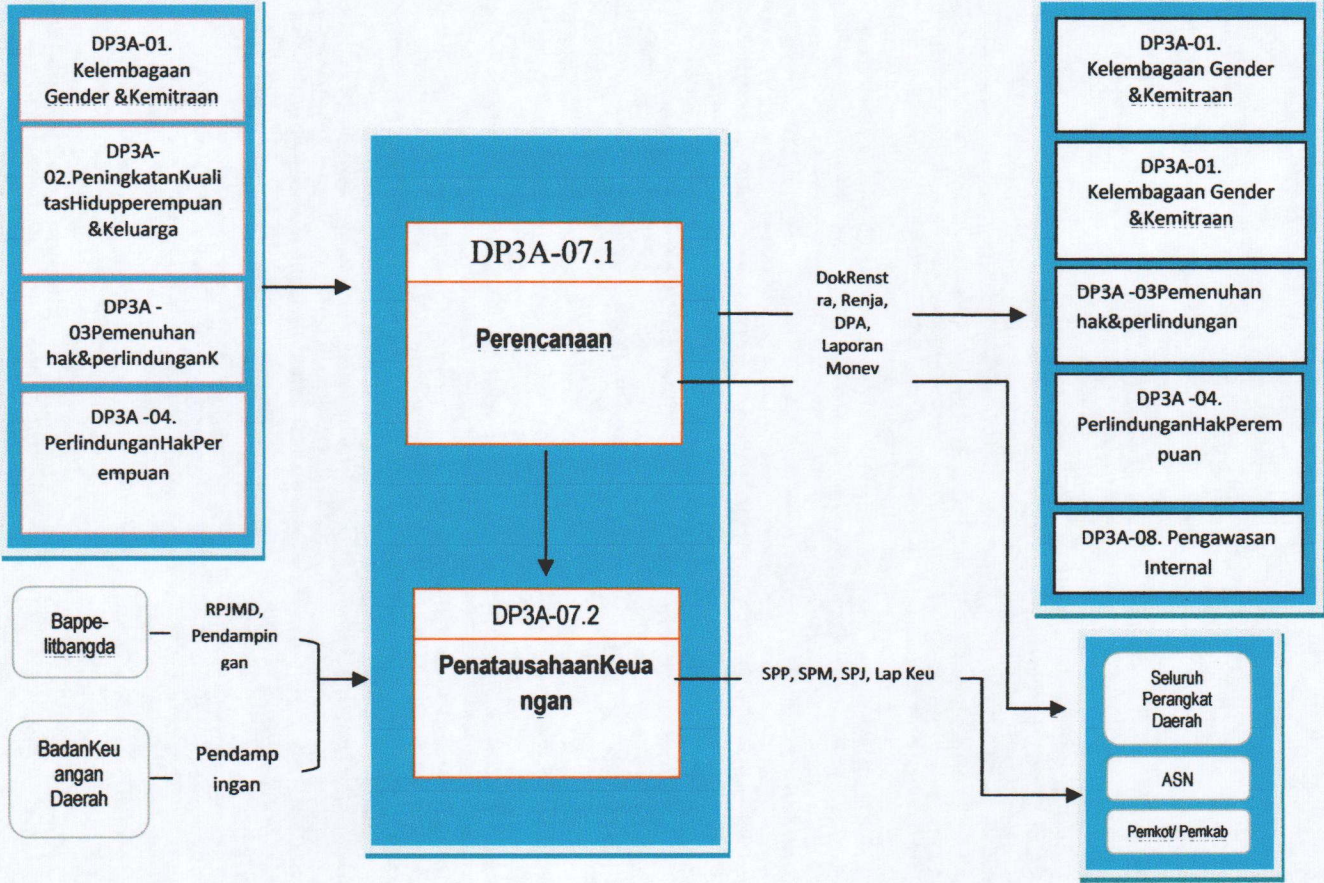 DP3A-01.
Kelembagaan
Gender &Kemitraan
DP3A-
02.PeningkatanKuali
tasHidupperempuan
&Keluarga
DP3A -
03Pemenuhan
hak&perlindunganK
DP3A -04.
PerlindunganHakPer
empuan
Bappe-
litbangda
RPJMD,
Pendampin
gan
BadanKeu
angan
Daerah
Pendamp
ingan
DP3A-07.1
Perencanaan
DP3A-07.2
PenatausahaanKeua
ngan
DokRenst
ra, Renja,
DPA,
Laporan
Monev
SPP, SPM, SPJ, Lap Keu
DP3A-01.
Kelembagaan Gender
&Kemitraan
DP3A-01.
Kelembagaan Gender
&Kemitraan
DP3A -03Pemenuhan
hak&perlindungan
DP3A -04.
PerlindunganHakPerem
puan
DP3A-08. Pengawasan
Internal
Seluruh
Perangkat
Daerah
ASN
Pemkot/ Pemkab